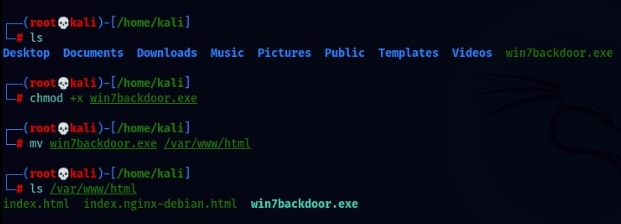 (root💀kali)-[/home/kali]
# ls
Desktop Documents Downloads Music Pictures Public Templates Videos win7backdoor.exe
(root💀kali)-[/home/kali]
# chmod +x win7backdoor.exe
(root💀kali)-[/home/kali]
# mv win7backdoor.exe /var/www/html
(root💀kali)-[/home/kali]
# ls /var/www/html
index.html index.nginx-debian.html win7backdoor.exe